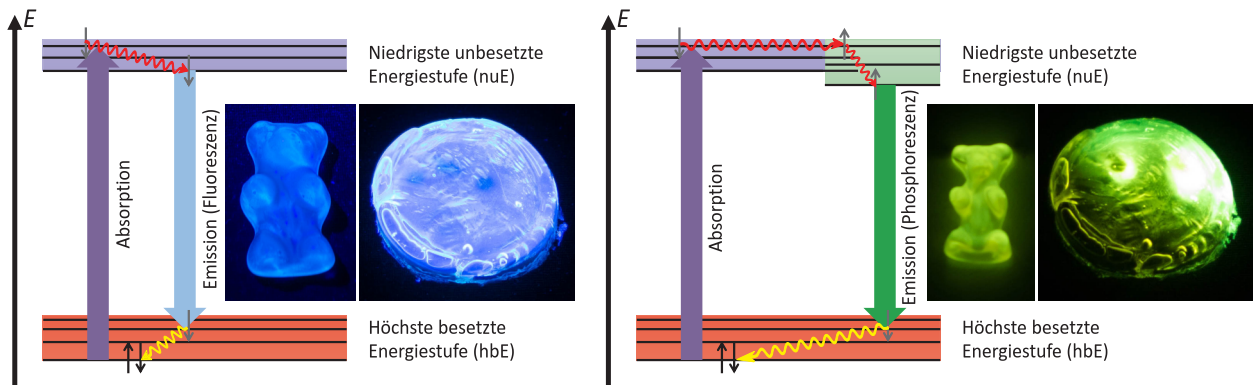 E
Niedrigste unbesetzte
Energiestufe (nuE)
Absorption
Emission (Fluoreszenz)
Höchste besetzte
Energiestufe (hbE)
E
Niedrigste unbesetzte
Energiestufe (nuE)
Absorption
Emission (Phosphoreszenz)
Höchste besetzte
Energiestufe (hbE)